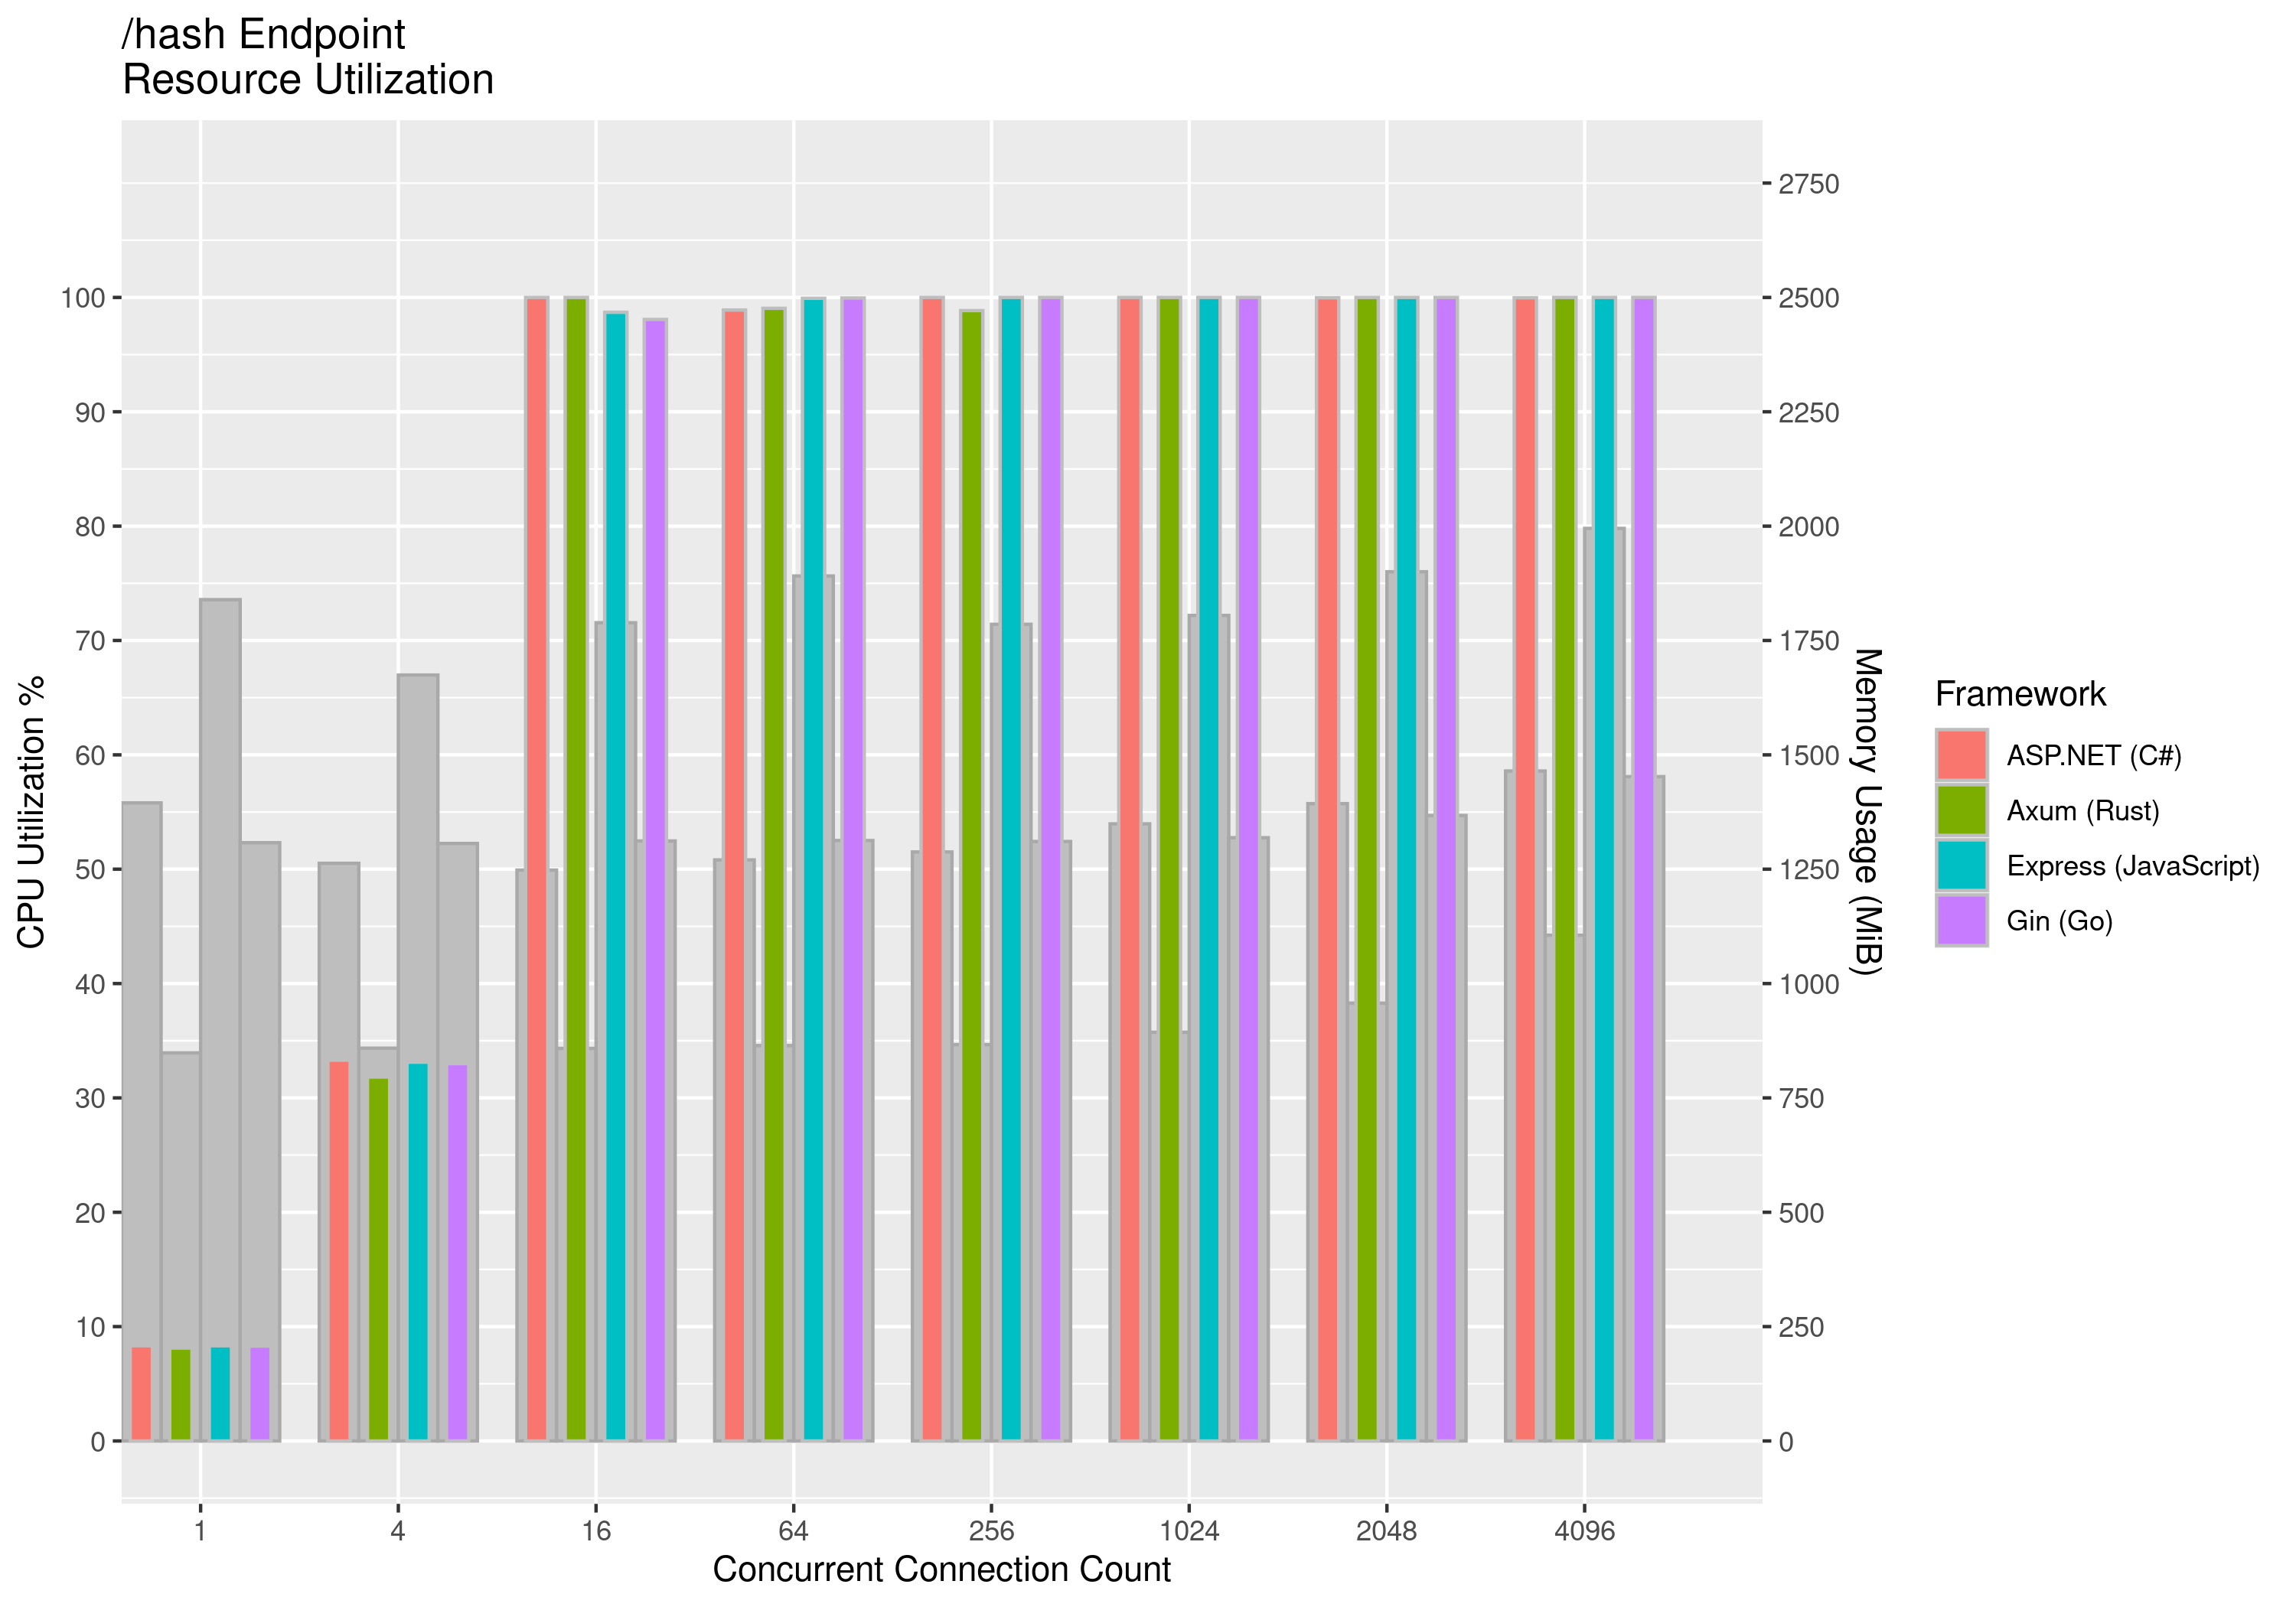 /hash Endpoint
Resource Utilization
CPU Utilization %
100
90
80
70
60
50
40
30
20
10
0
2750
2500
2250
2000
1750
1500
1250
1000
750
500
250
0
Memory Usage (MiB)
1 4 16 64 256 1024 2048 4096
Concurrent Connection Count
Framework
ASP.NET (C#)
Axum (Rust)
Express (JavaScript)
Gin (Go)